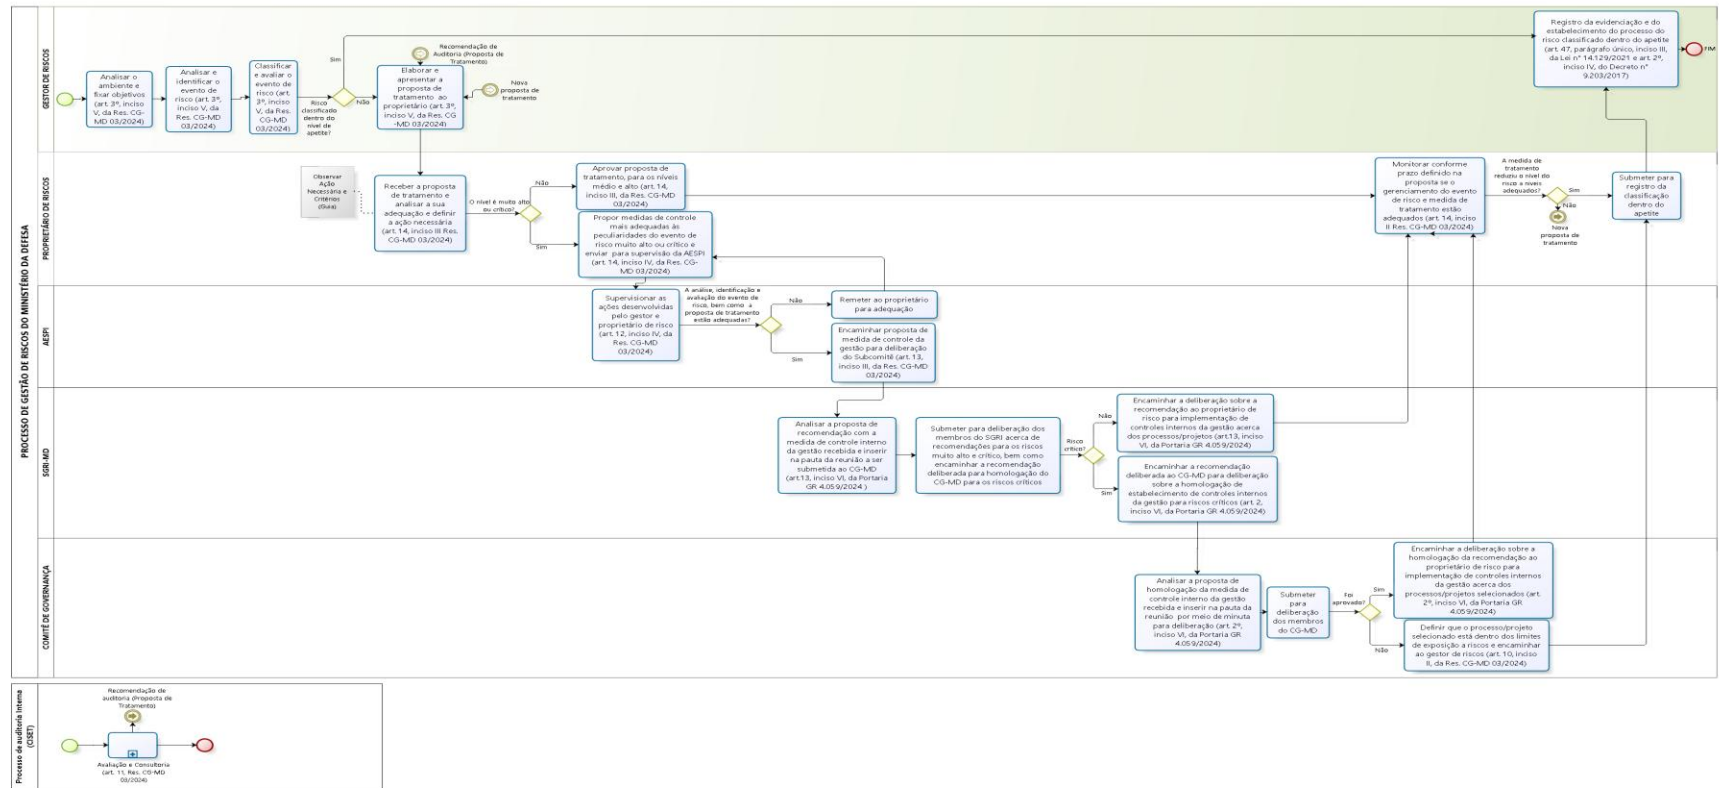 PROCESSO DE GESTÃO DE RISCOS DO MINISTÉRIO DA DEFESA
GESTOR DE RISCOS
Analisar o
ambiente e
fixar objetivos
(art. 3º, inciso
V, da Res. CG-
MD 03/2024)
Analisar e
identificar o
evento de
risco (art. 3º,
inciso V, da
Res. CG-MD
03/2024)
Classificar
e avaliar o
evento de
risco (art.
3º, inciso
V, da Res.
CG-MD
03/2024)
Risco
classificado
dentro do
nível de
apetite?
Sim
Não
Recomendação de
Auditoria (Proposta de
Tratamento)
Elaborar e
apresentar a
proposta de
tratamento ao
proprietário (art. 3º,
inciso V, da Res. CG
-MD 03/2024)
Nova
proposta de
tratamento
Registro da evidenciação e do
estabelecimento do processo do
risco classificado dentro do apetite
(art. 47, parágrafo único, inciso III,
da Lei n° 14.129/2021 e art. 2º,
inciso IV, do Decreto n°
9.203/2017)
FIM
PROPRIETÁRIO DE RISCOS
Observar
Ação
Necessária e
Critérios
(Guia)
Receber a proposta
de tratamento e
analisar a sua
adequação e definir
a ação necessária
(art. 14, inciso III Res.
CG-MD 03/2024)
O nível é muito alto
ou crítico?
Não
Sim
Aprovar proposta de
tratamento, para os níveis
médio e alto (art. 14,
inciso III, da Res. CG-MD
03/2024)
Propor medidas de controle
mais adequadas às
peculiaridades do evento de
risco muito alto ou crítico e
enviar para supervisão da AESPI
(art. 14, inciso IV, da Res. CG-
MD 03/2024)
Monitorar conforme
prazo definido na
proposta se o
gerenciamento do evento
de risco e medida de
tratamento estão
adequados (art. 14, inciso
II Res. CG-MD 03/2024)
A medida de
tratamento
reduziu o nível do
risco a níveis
adequados?
Sim
Não
Nova
proposta de
tratamento
Submeter para
registro da
classificação
dentro do
apetite
AESPI
Supervisionar as
ações desenvolvidas
pelo gestor e
proprietário de risco
(art. 12, inciso IV, da
Res. CG-MD
03/2024)
A análise, identificação e
avaliação do evento de
risco, bem como a
proposta de tratamento
estão adequadas?
Não
Sim
Remeter ao proprietário
para adequação
Encaminhar proposta de
medida de controle da
gestão para deliberação
do Subcomitê (art. 13,
inciso III, da Res. CG-MD
03/2024)
SGRI-MD
Analisar a proposta de
recomendação com a
medida de controle interno
da gestão recebida e inserir
na pauta da reunião a ser
submetida ao CG-MD
(art.13, inciso VI, da Portaria
GR 4.059/2024 )
Submeter para deliberação dos
membros do SGRI acerca de
recomendações para os riscos
muito alto e crítico, bem como
encaminhar a recomendação
deliberada para homologação do
CG-MD para os riscos críticos
Risco
crítico?
Não
Sim
Encaminhar a deliberação sobre a
recomendação ao proprietário de
risco para implementação de
controles internos da gestão acerca
dos processos/projetos (art.13, inciso
VI, da Portaria GR 4.059/2024)
Encaminhar a recomendação
deliberada ao CG-MD para deliberação
sobre a homologação de
estabelecimento de controles internos
da gestão para riscos críticos (art. 2,
inciso VI, da Portaria GR 4.059/2024)
COMITÊ DE GOVERNANÇA
Analisar a proposta de
homologação da medida de
controle interno da gestão
recebida e inserir na pauta da
reunião por meio de minuta
para deliberação (art. 2º,
inciso VI, da Portaria GR
4.059/2024)
Submeter
para
deliberação
dos membros
do CG-MD
Foi
aprovado?
Sim
Não
Encaminhar a deliberação sobre a
homologação da recomendação ao
proprietário de risco para
implementação de controles internos
da gestão acerca dos
processos/projetos selecionados (art.
2º, inciso VI, da Portaria GR
4.059/2024)
Definir que o processo/projeto
selecionado está dentro dos limites
de exposição a riscos e encaminhar
ao gestor de riscos (art. 10, inciso
II, da Res. CG-MD 03/2024)
Processo de auditoria Interna
(CISET)
Recomendação de
auditoria (Proposta de
Tratamento)
Avaliação e Consultoria
(art. 11, Res. CG-MD
03/2024)